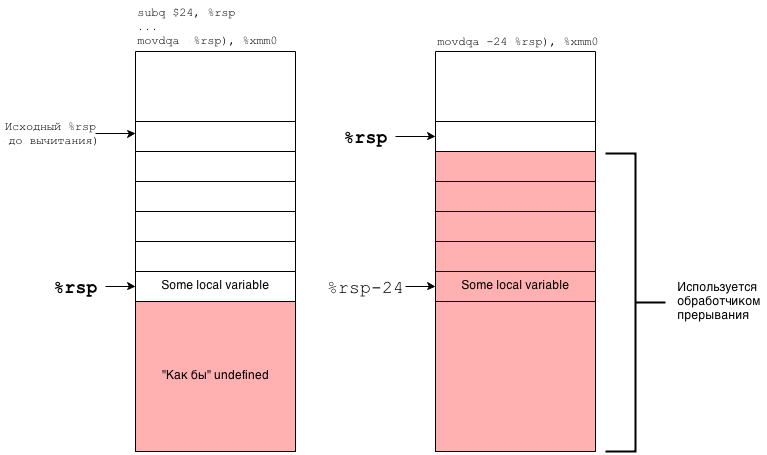 subq $24, %rsp
...
movdqa  %rsp), %xmm0
movdqa -24 %rsp), %xmm0
Исходный %rsp
до вычитания)
%rsp
%rsp
Some local variable
%rsp-24
Some local variable
Используется
обработчиком
прерывания
"Как бы" undefined